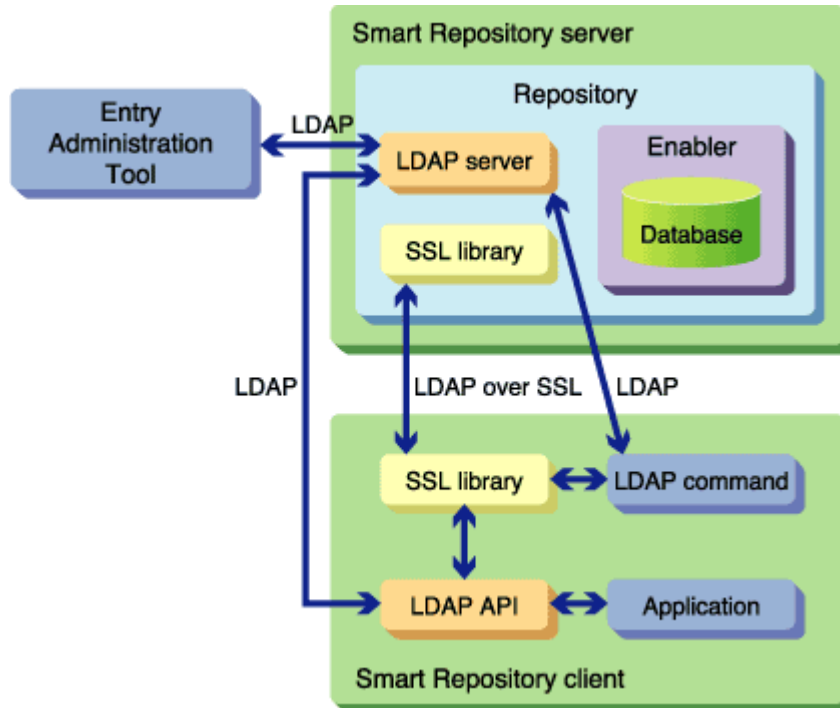 Smart Repository server
Repository
Entry
Administration
Tool
LDAP
LDAP server
Enabler
Database
SSL library
LDAP
LDAP over SSL
LDAP
SSL library
LDAP command
LDAP API
Application
Smart Repository client